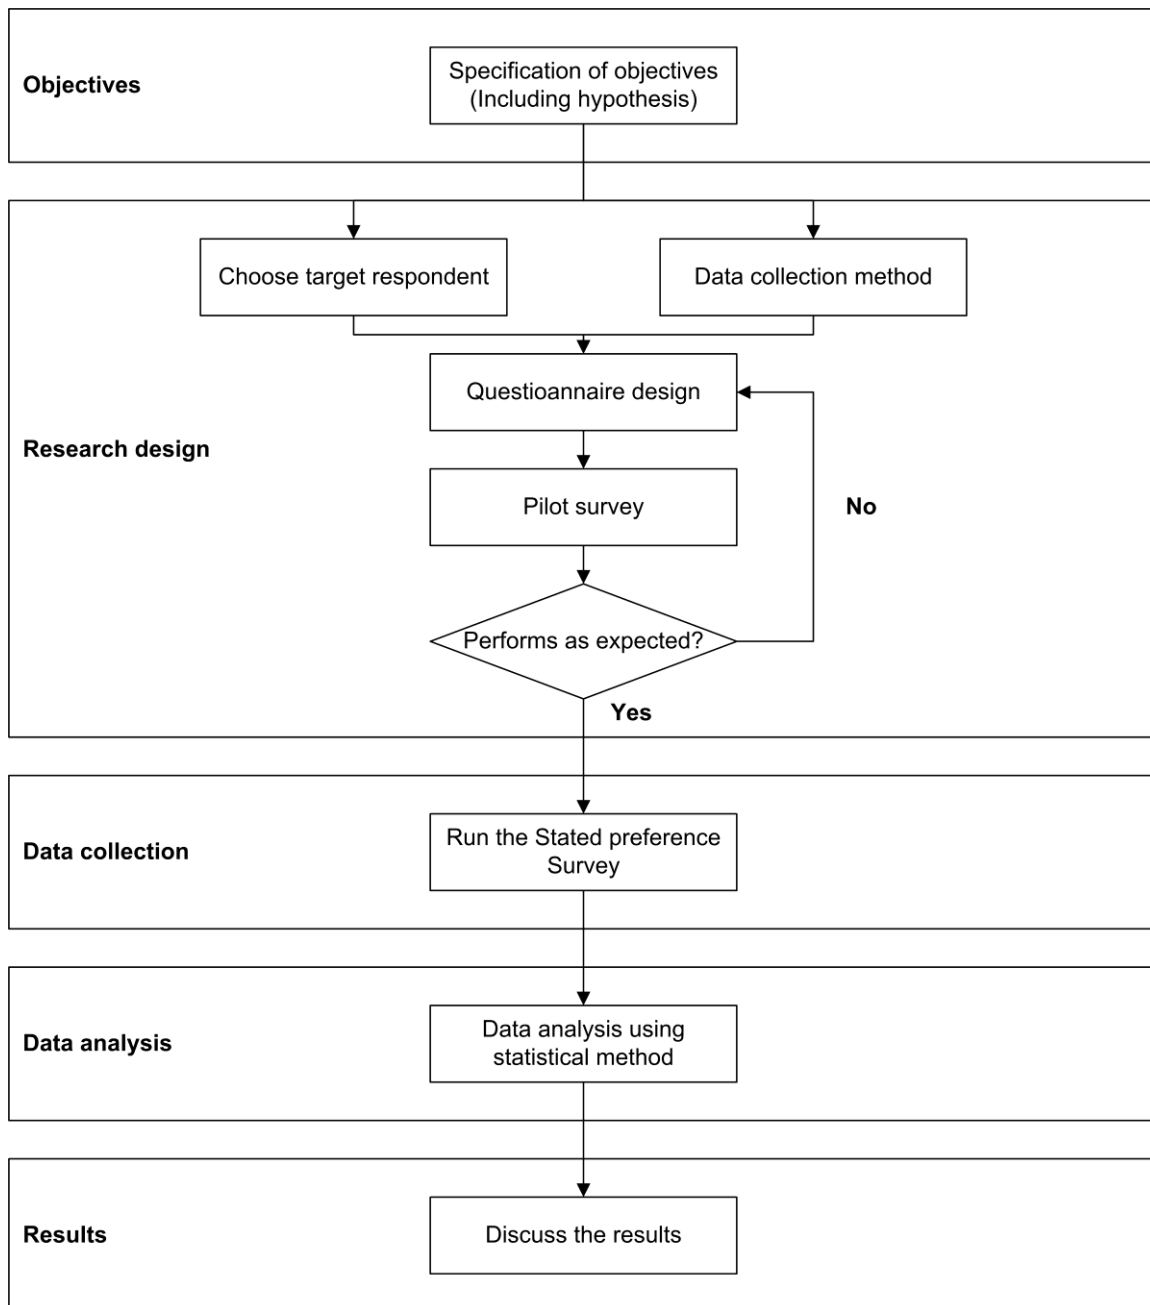 Objectives
Specification of objectives
(Including hypothesis)
Choose target respondent
Data collection method
Questioannaire design
Research design
Pilot survey
No
Performs as expected?
Yes
Data collection
Run the Stated preference
Survey
Data analysis
Data analysis using
statistical method
Results
Discuss the results